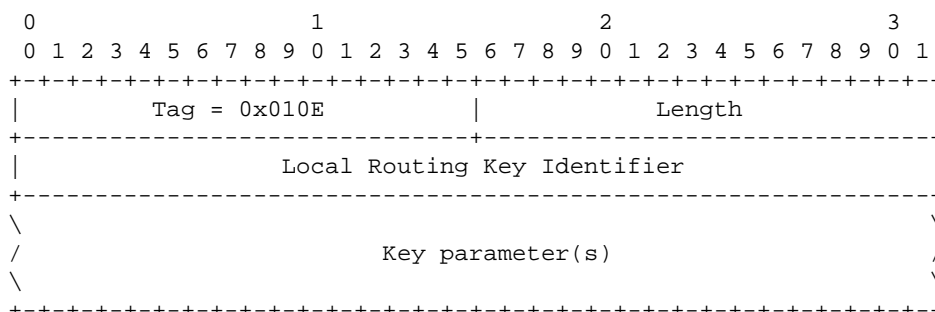 0                   1                   2                   3
0 1 2 3 4 5 6 7 8 9 0 1 2 3 4 5 6 7 8 9 0 1 2 3 4 5 6 7 8 9 0 1
+-+-+-+-+-+-+-+-+-+-+-+-+-+-+-+-+-+-+-+-+-+-+-+-+-+-+-+-+-+-+-+-
|         Tag = 0x010E          |            Length
+-------------------------------+--------------------------------
|                  Local Routing Key Identifier
+----------------------------------------------------------------
\                                                               \
/                         Key parameter(s)                      /
\                                                               \
+-+-+-+-+-+-+-+-+-+-+-+-+-+-+-+-+-+-+-+-+-+-+-+-+-+-+-+-+-+-+-+-